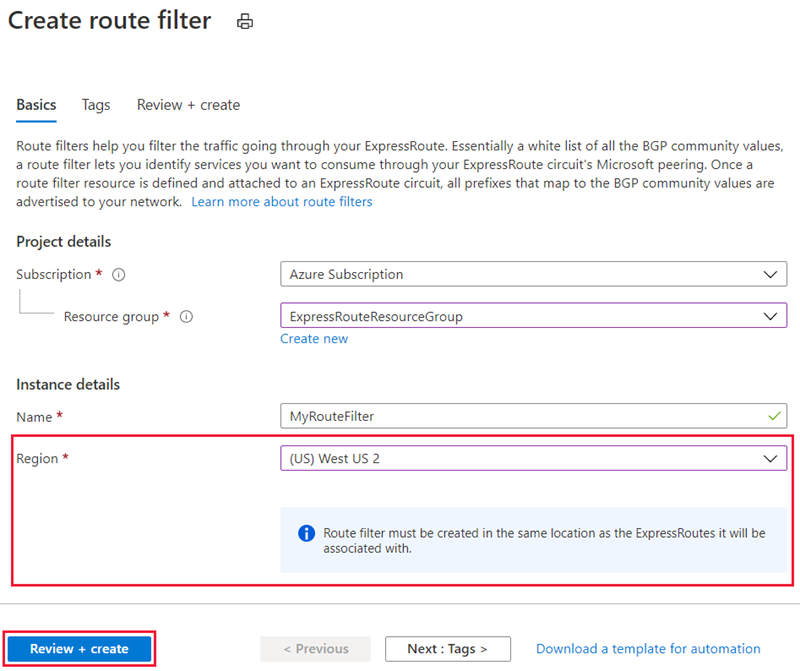 Create route filter
Basics Tags Review + create
Route filters help you filter the traffic going through your ExpressRoute. Essentially a white list of all the BGP community values,
a route filter lets you identify services you want to consume through your ExpressRoute circuit's Microsoft peering. Once a
route filter resource is defined and attached to an ExpressRoute circuit, all prefixes that map to the BGP community values are
advertised to your network. Learn more about route filters
Project details
Subscription * Azure Subscription
Resource group * ExpressRouteResourceGroup
Create new
Instance details
Name * MyRouteFilter
Region * (US) West US 2
Route filter must be created in the same location as the ExpressRoutes it will be
associated with.
Review + create < Previous Next : Tags > Download a template for automation